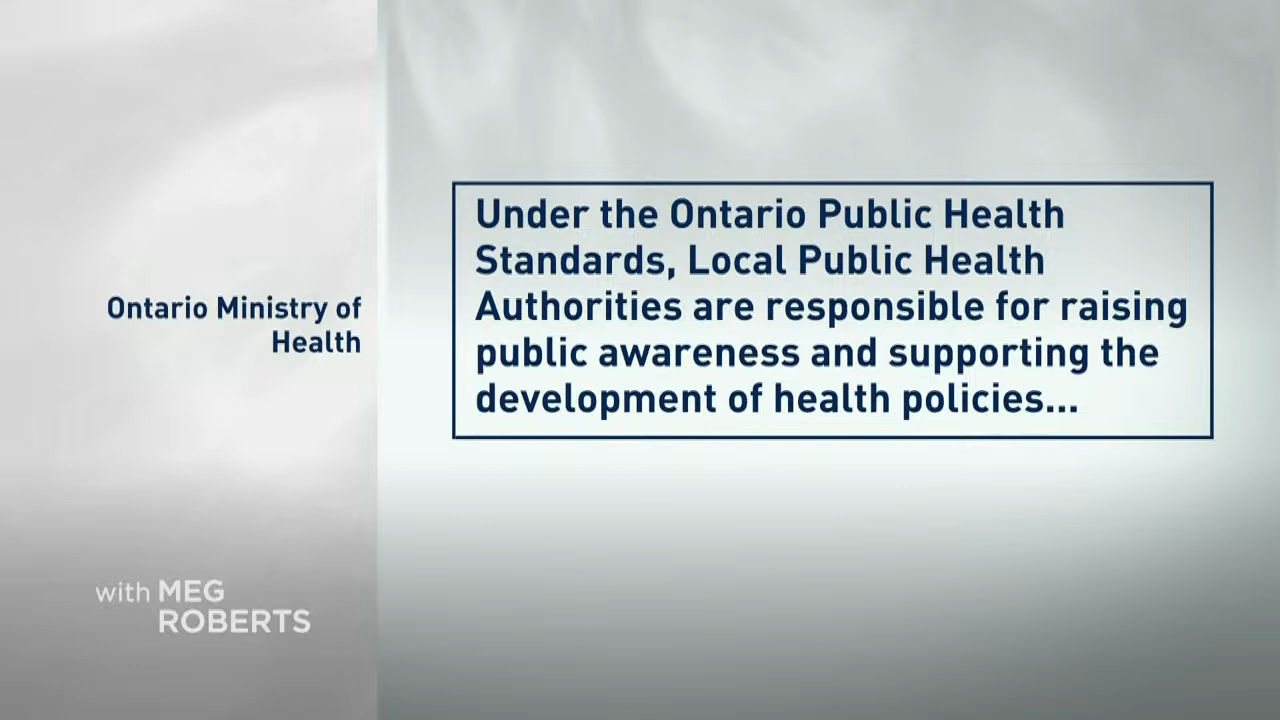 Ontario Ministry of
Health
Under the Ontario Public Health
Standards, Local Public Health
Authorities are responsible for raising
public awareness and supporting the
development of health policies...
with MEG
ROBERTS